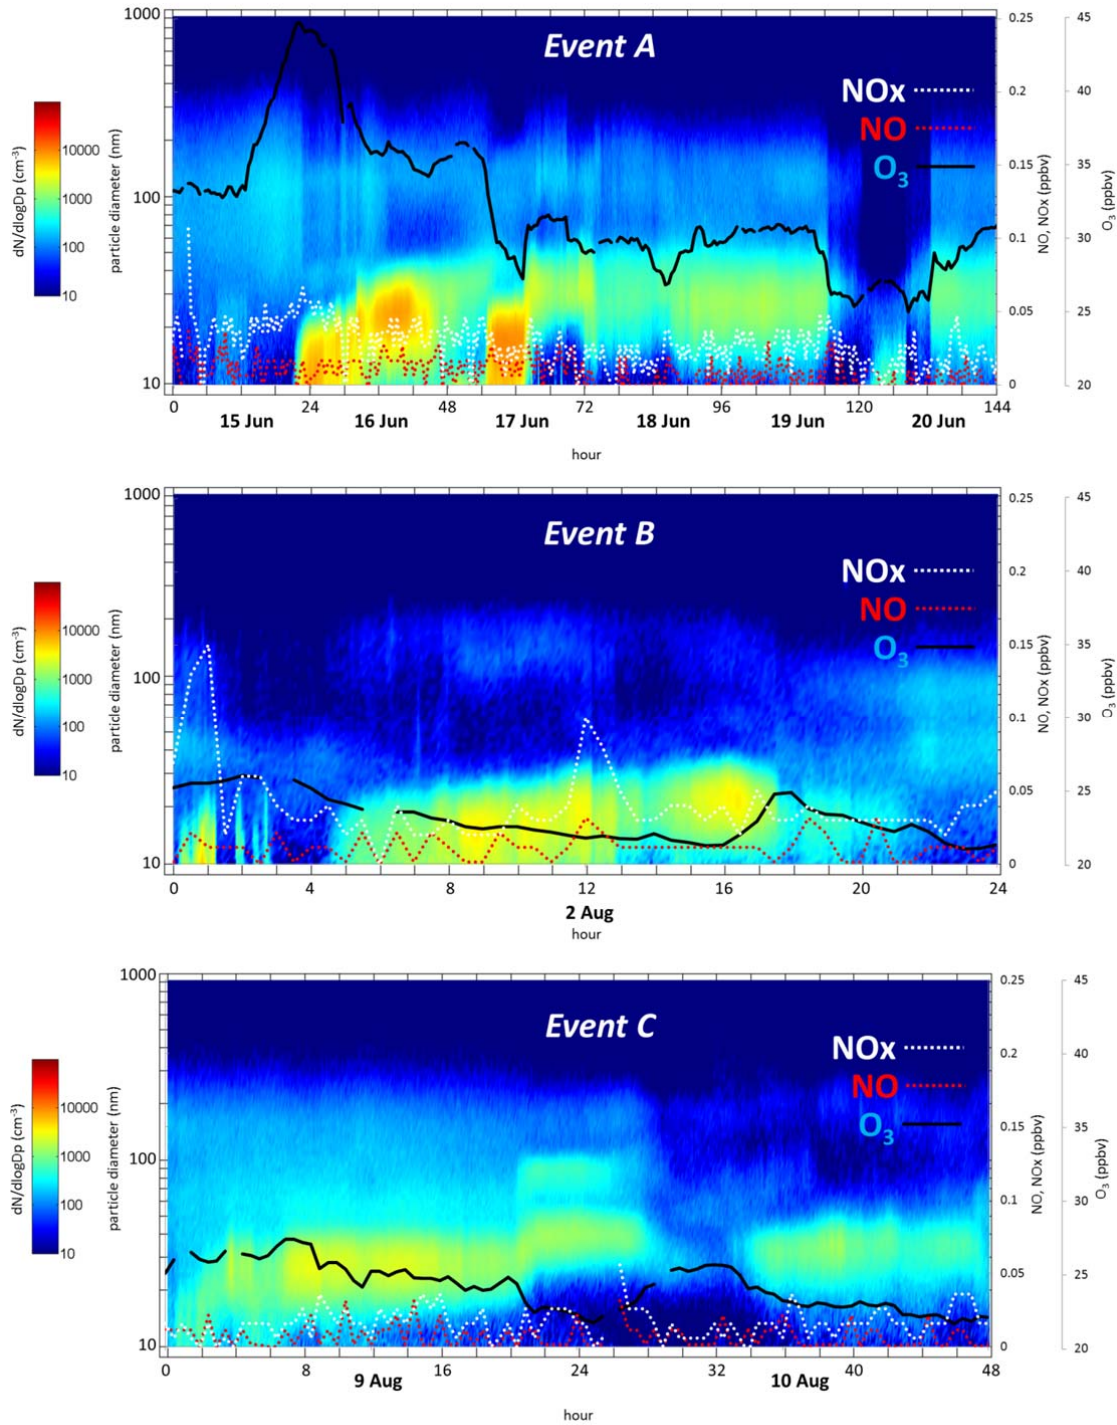 1000
Event A
NOx
NO
O3
100
10
10000
1000
100
10
dN/dlogDp (cm-3)
particle diameter (nm)
0.25
0.2
0.15
0.1
0.05
0
NO, NOx (ppbv)
45
40
35
30
25
20
O3 (ppbv)
0 24 48 72 96 120 144
15 Jun 16 Jun 17 Jun 18 Jun 19 Jun 20 Jun
hour
1000
Event B
NOx
NO
O3
100
10
10000
1000
100
10
dN/dlogDp (cm-3)
particle diameter (nm)
0.25
0.2
0.15
0.1
0.05
0
NO, NOx (ppbv)
45
40
35
30
25
20
O3 (ppbv)
0 4 8 12 16 20 24
2 Aug
hour
1000
Event C
NOx
NO
O3
100
10
10000
1000
100
10
dN/dlogDp (cm-3)
particle diameter (nm)
0.25
0.2
0.15
0.1
0.05
0
NO, NOx (ppbv)
45
40
35
30
25
20
O3 (ppbv)
0 8 16 24 32 40 48
9 Aug 10 Aug
hour